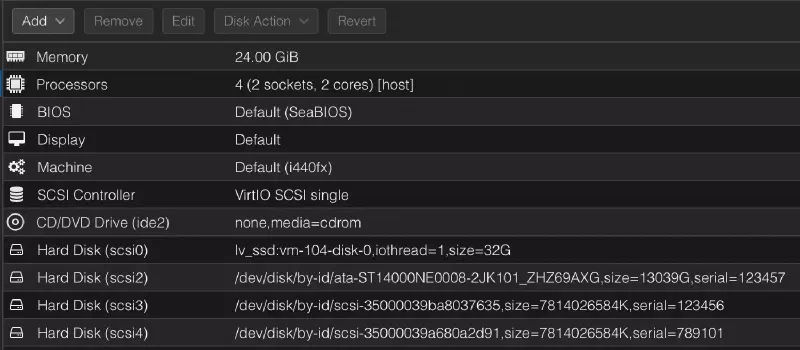 Add Remove Edit Disk Action Revert
Memory 24.00 GiB
Processors 4 (2 sockets, 2 cores) [host]
BIOS Default (SeaBIOS)
Display Default
Machine Default (i440fx)
SCSI Controller VirtIO SCSI single
CD/DVD Drive (ide2) none,media=cdrom
Hard Disk (scsi0) lv_ssd:vm-104-disk-0,iothread=1,size=32G
Hard Disk (scsi2) /dev/disk/by-id/ata-ST14000NE0008-2JK101_ZHZ69AXG,size=13039G,serial=123457
Hard Disk (scsi3) /dev/disk/by-id/scsi-35000039ba8037635,size=7814026584K,serial=123456
Hard Disk (scsi4) /dev/disk/by-id/scsi-35000039a680a2d91,size=7814026584K,serial=789101